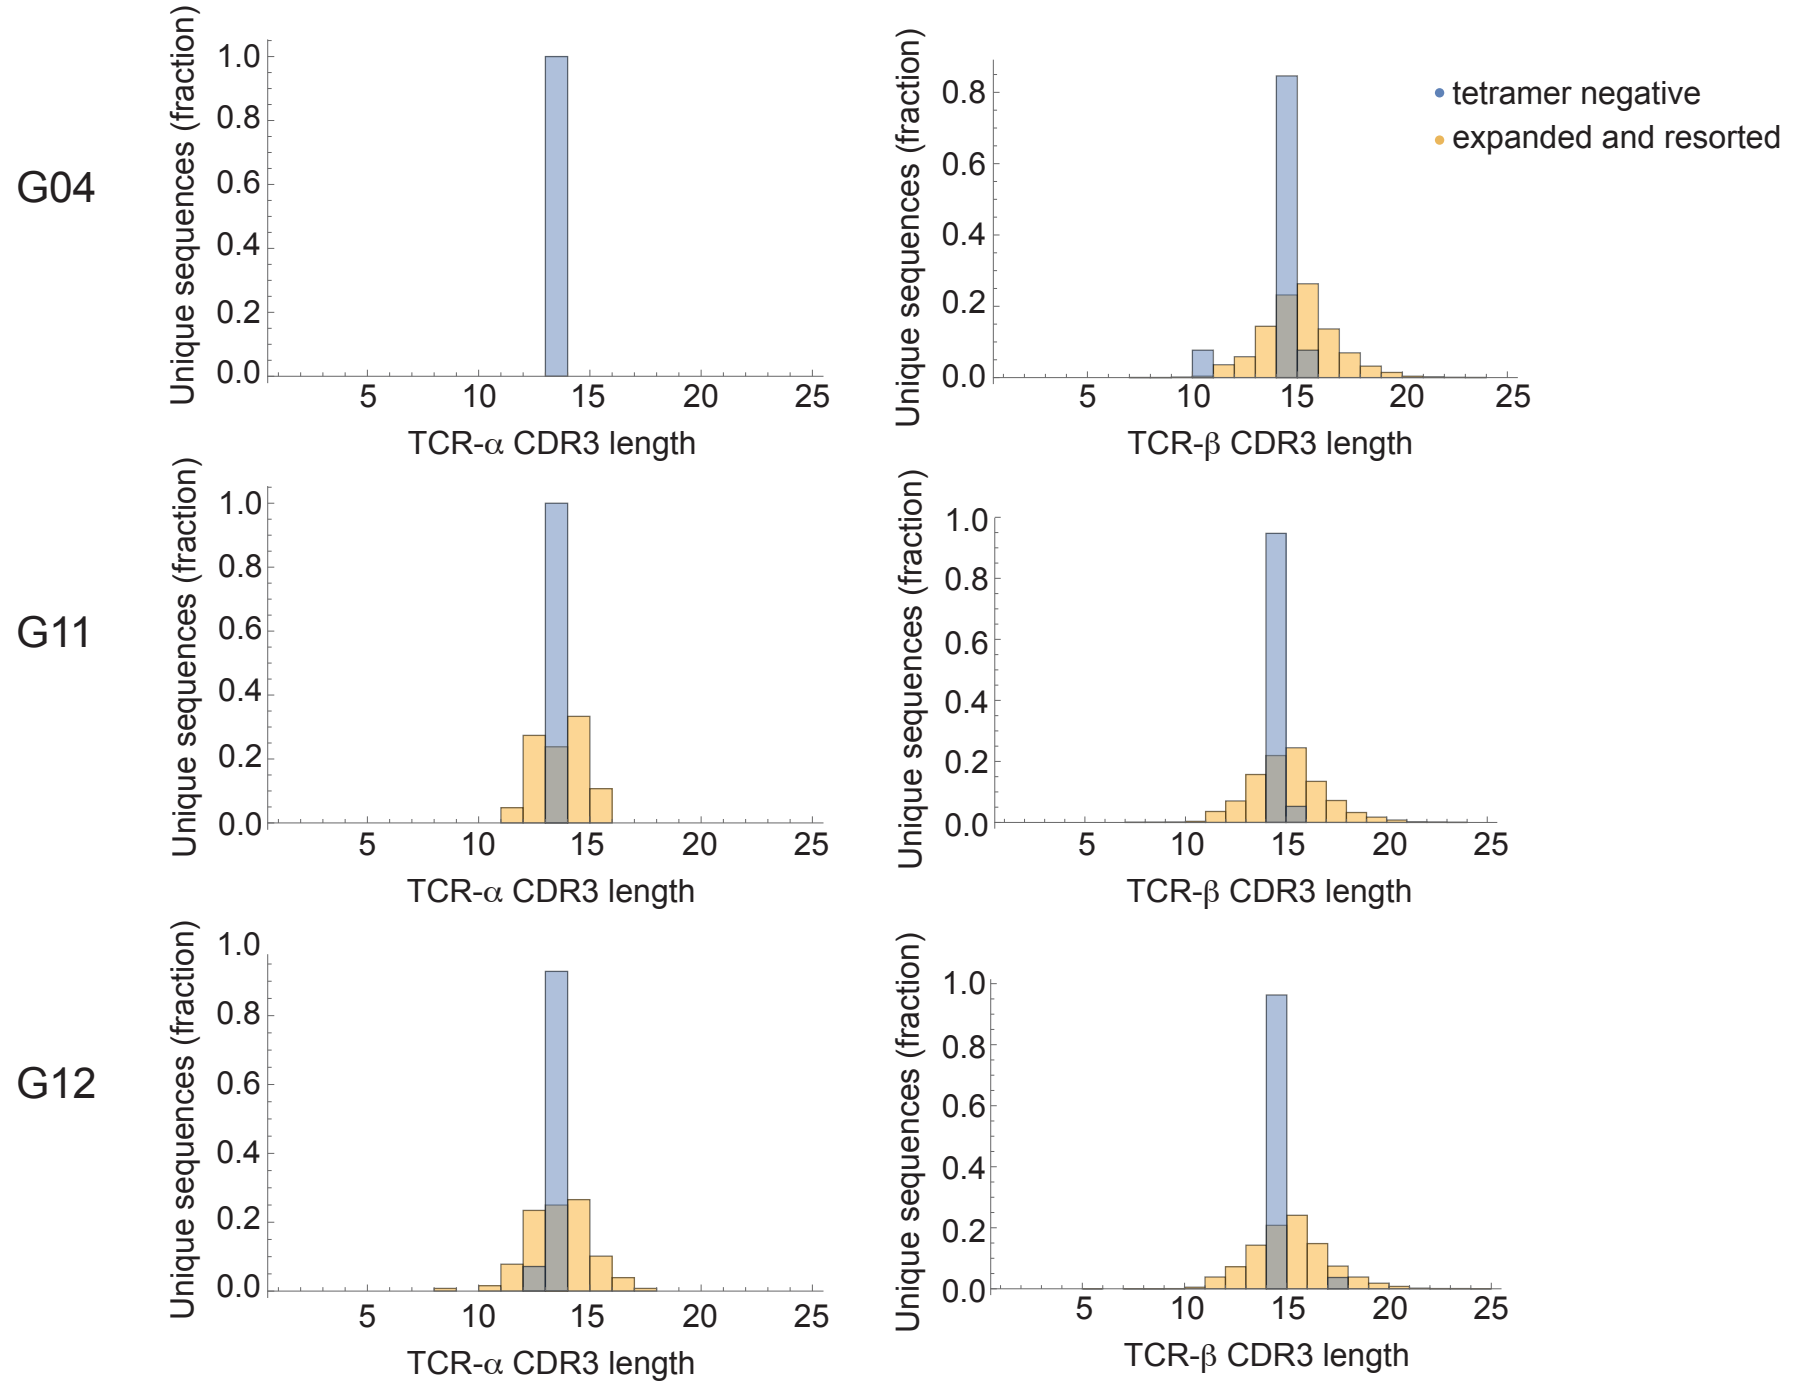 G04
Unique sequences (fraction)
1.0
0.8
0.6
0.4
0.2
0.0
5 10 15 20 25
TCR-α CDR3 length
Unique sequences (fraction)
0.8
0.6
0.4
0.2
0.0
5 10 15 20 25
TCR-β CDR3 length
tetramer negative
expanded and resorted
G11
Unique sequences (fraction)
1.0
0.8
0.6
0.4
0.2
0.0
5 10 15 20 25
TCR-α CDR3 length
Unique sequences (fraction)
1.0
0.8
0.6
0.4
0.2
0.0
5 10 15 20 25
TCR-β CDR3 length
G12
Unique sequences (fraction)
1.0
0.8
0.6
0.4
0.2
0.0
5 10 15 20 25
TCR-α CDR3 length
Unique sequences (fraction)
1.0
0.8
0.6
0.4
0.2
0.0
5 10 15 20 25
TCR-β CDR3 length